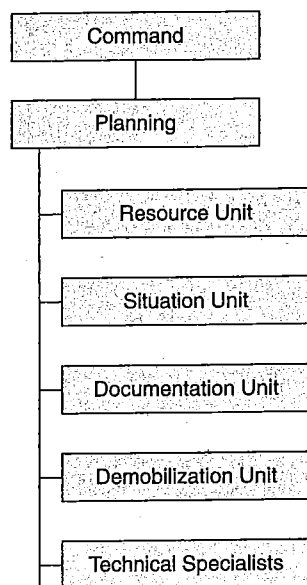 Command
Planning
Resource Unit
Situation Unit
Documentation Unit
Demobilization Unit
Technical Specialists